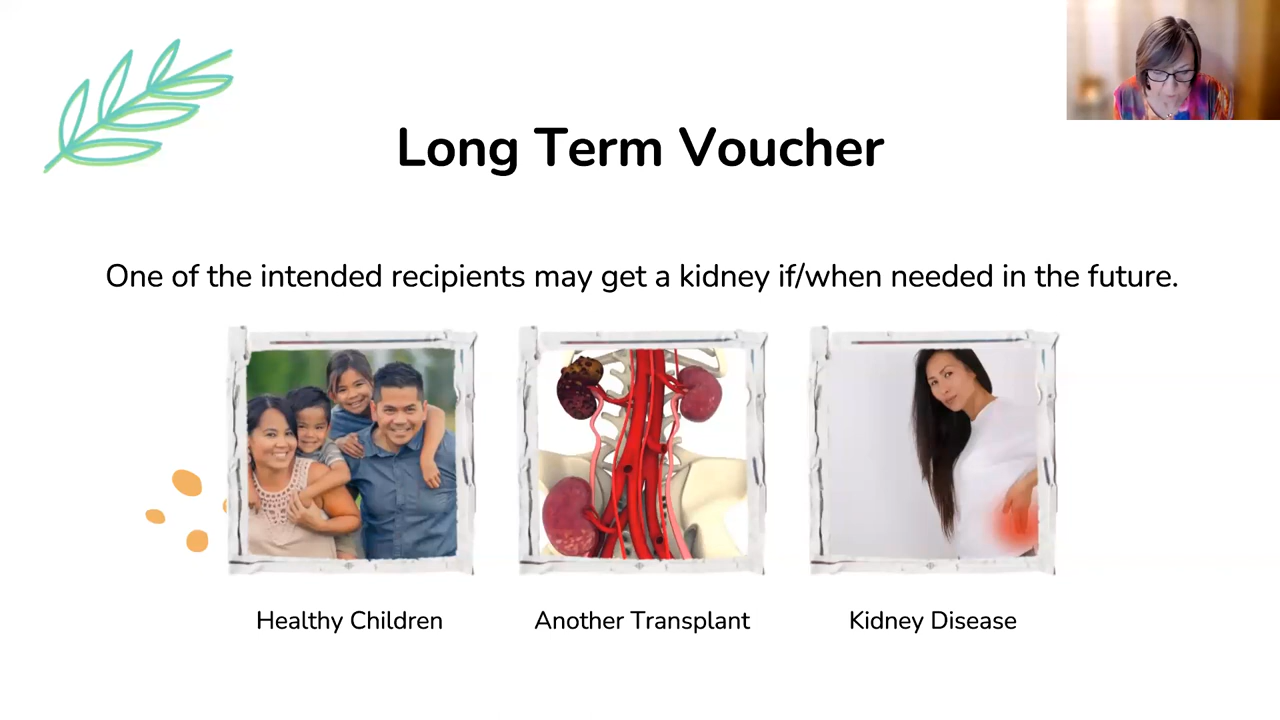 Long Term Voucher
One of the intended recipients may get a kidney if/when needed in the future.
Healthy Children
Another Transplant
Kidney Disease